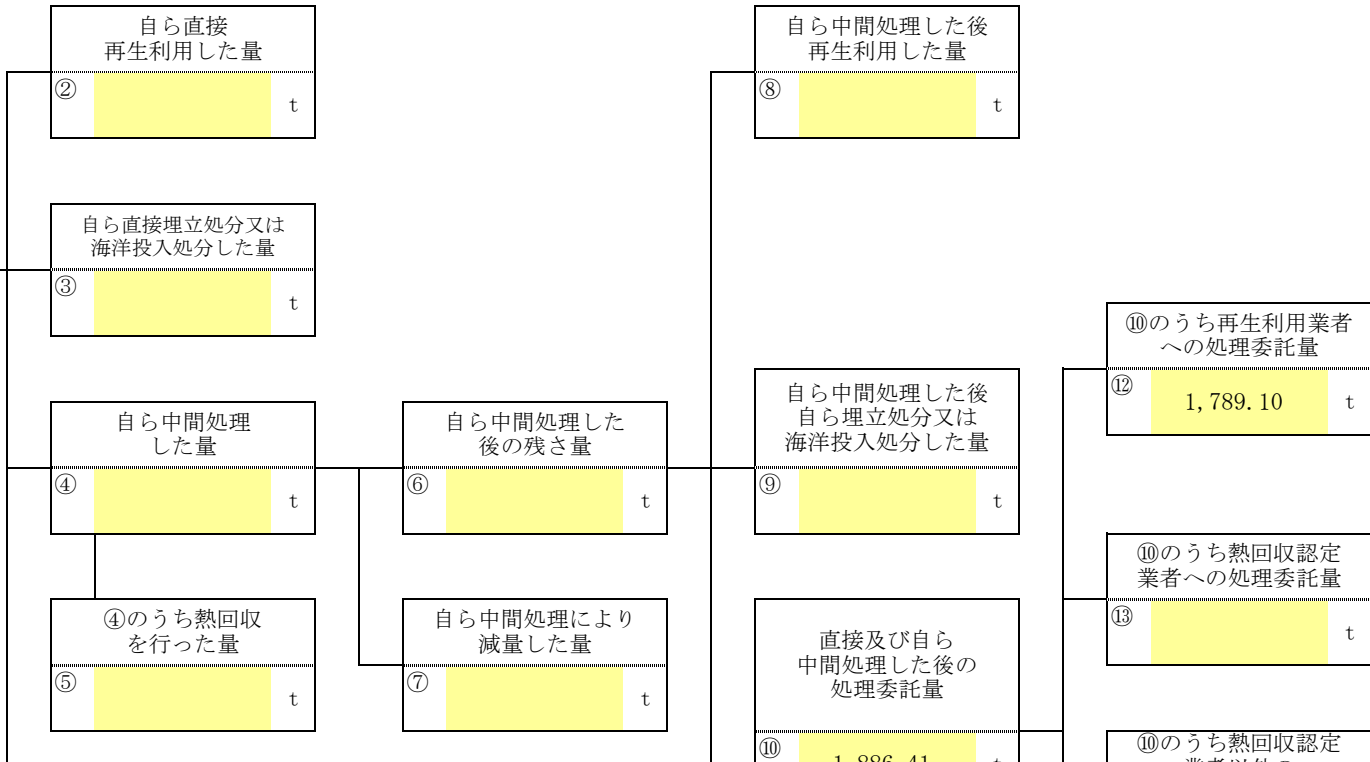 自ら直接
再生利用した量
②
t
自ら中間処理した後
再生利用した量
⑧
t
自ら直接埋立処分又は
海洋投入処分した量
③
t
⑩のうち再生利用業者
への処理委託量
⑫
1,789.10
t
自ら中間処理
した量
④
t
自ら中間処理した
後の残さ量
⑥
t
自ら中間処理した後
自ら埋立処分又は
海洋投入処分した量
⑨
t
⑩のうち熱回収認定
業者への処理委託量
⑬
t
④のうち熱回収
を行った量
⑤
t
自ら中間処理により
減量した量
⑦
t
直接及び自ら
中間処理した後の
処理委託量
⑩
1,886.41
t
⑩のうち熱回収認定
業者以外の